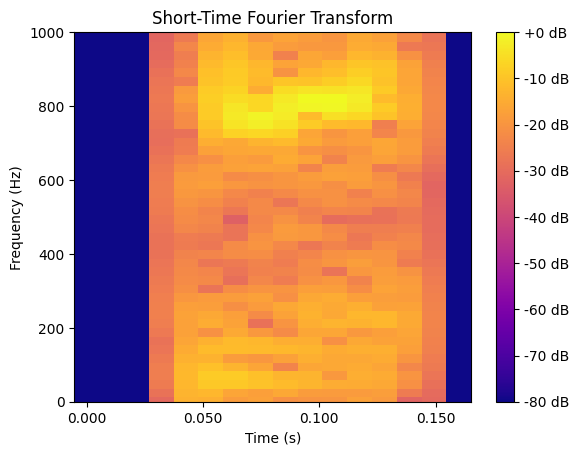 Short-Time Fourier Transform
Frequency (Hz)
1000
800
600
400
200
0
0.000
0.050
0.100
0.150
Time (s)
+0 dB
-10 dB
-20 dB
-30 dB
-40 dB
-50 dB
-60 dB
-70 dB
-80 dB